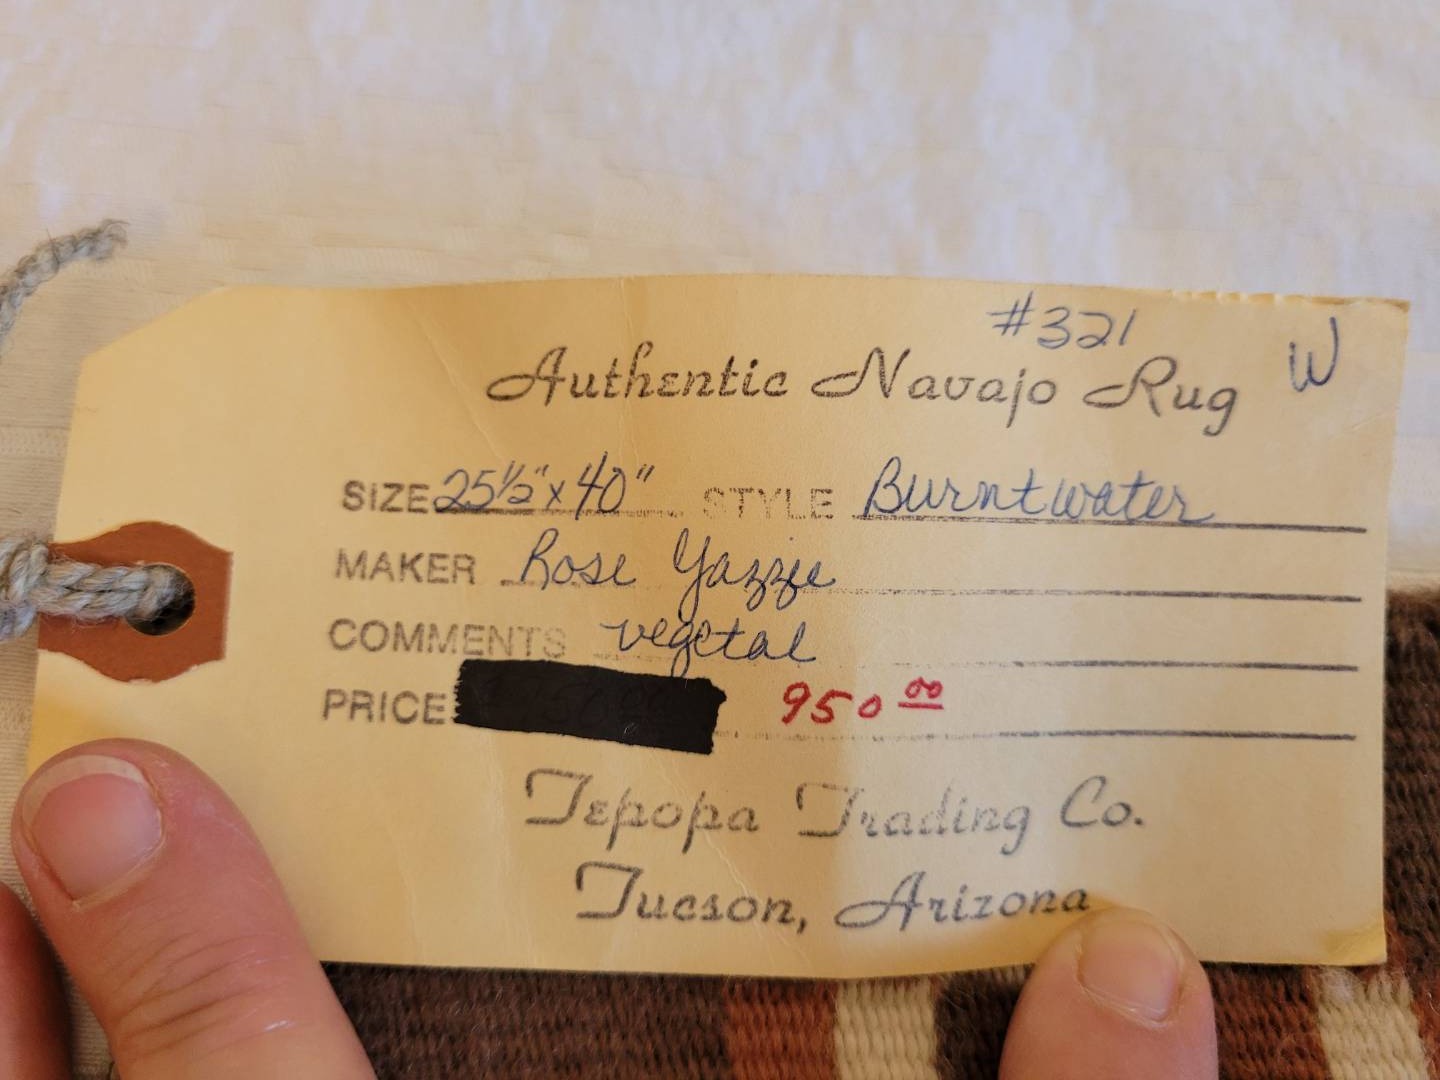 #321
W
Authentic Navajo Rug
SIZE 25½" x 40" STYLE Burntwater
MAKER Rose Yazzie
COMMENTS vegetal
PRICE 950.00
Tepopa Trading Co.
Tucson, Arizona